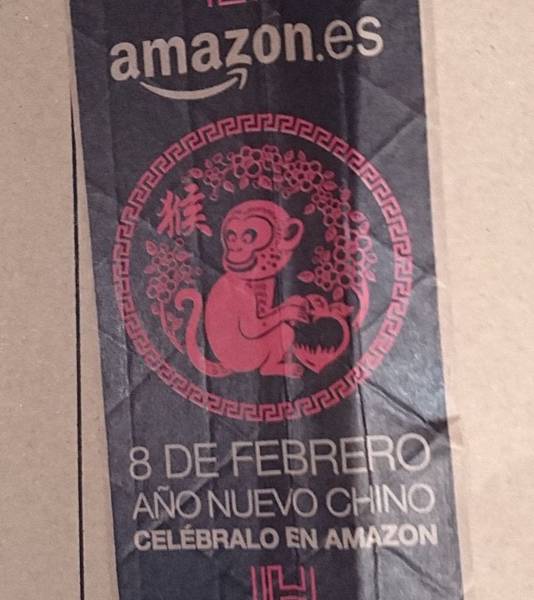 amazon.es
猴
8 DE FEBRERO
AÑO NUEVO CHINO
CELÉBRALO EN AMAZON